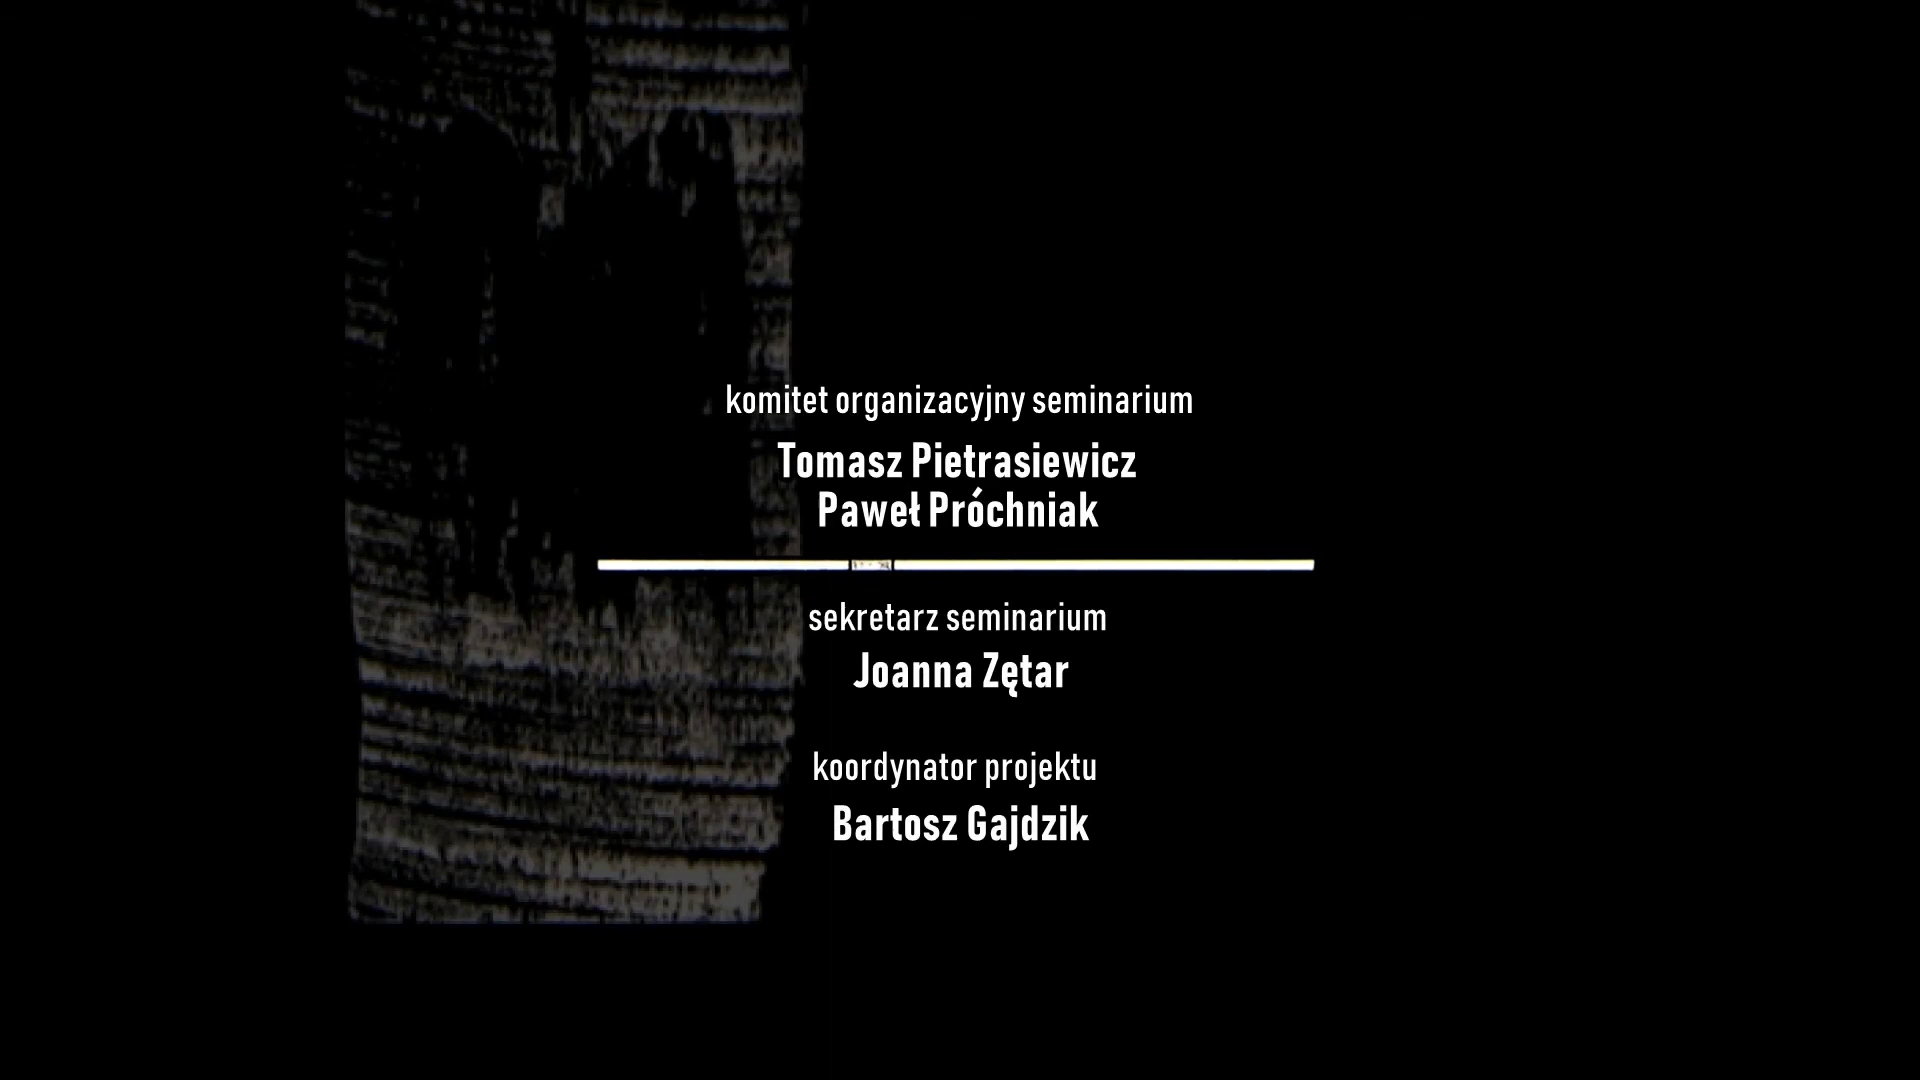 komitet organizacyjny seminarium
Tomasz Pietrasiewicz
Paweł Próchniak
sekretarz seminarium
Joanna Zętar
koordynator projektu
Bartosz Gajdzik